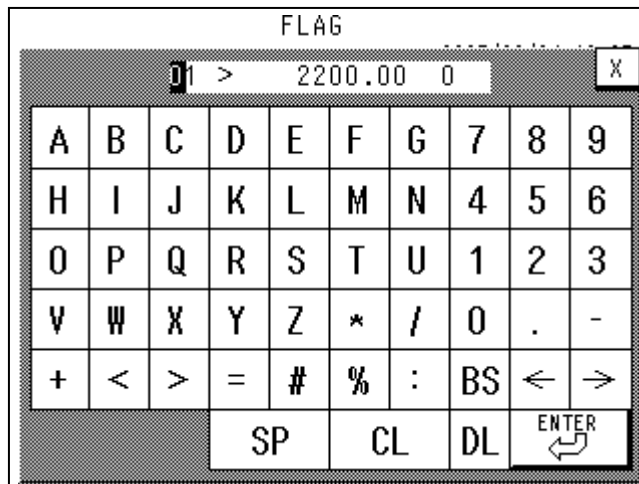 FLAG
01 > 2200.00 0 X
A B C D E F G 7 8 9
H I J K L M N 4 5 6
O P Q R S T U 1 2 3
V W X Y Z * / 0 . -
+ < > = # % : BS ← →
SP CL DL ENTER